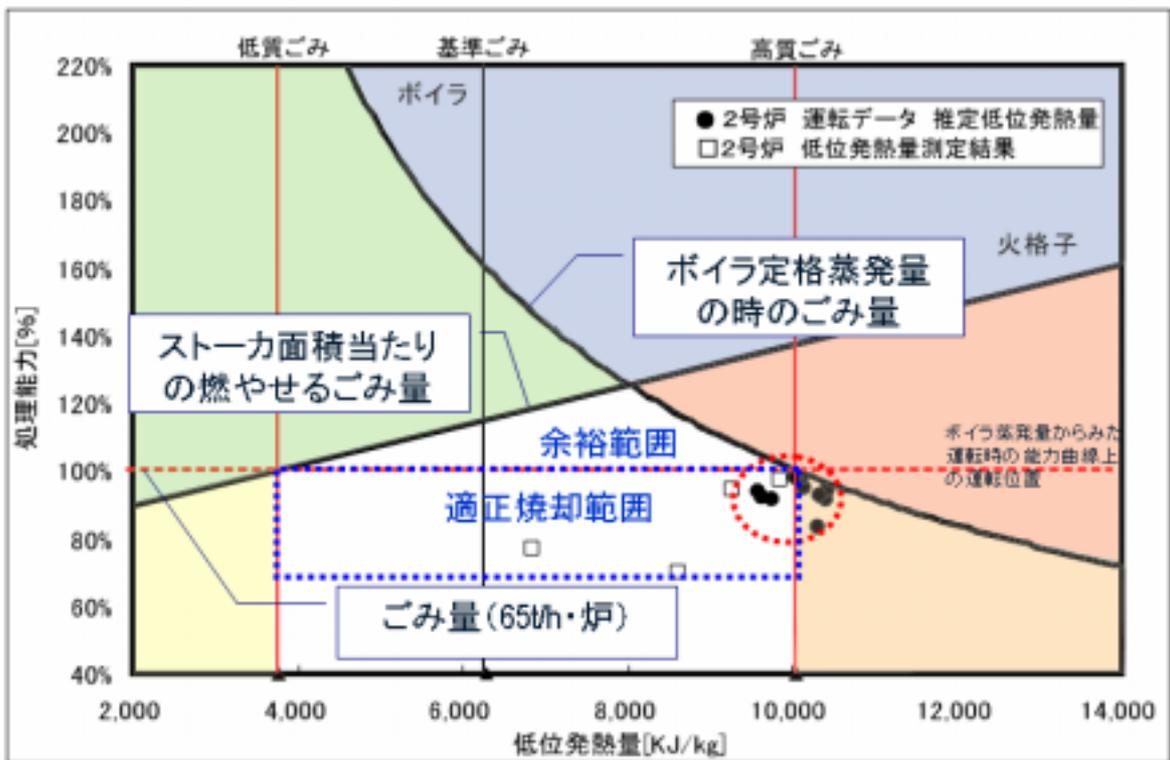 低質ごみ 基準ごみ 高質ごみ
220%
200%
180%
160%
140%
120%
100%
80%
60%
40%
処理能力[%]
ボイラ
●2号炉 運転データ 推定低位発熱量
□2号炉 低位発熱量測定結果
火格子
ボイラ定格蒸発量
の時のごみ量
ストーカ面積当たり
の燃やせるごみ量
余裕範囲
ボイラ蒸発量からみた
運転時の能力曲線上
の運転位置
適正焼却範囲
ごみ量(65t/h・炉)
2,000 4,000 6,000 8,000 10,000 12,000 14,000
低位発熱量[KJ/kg]